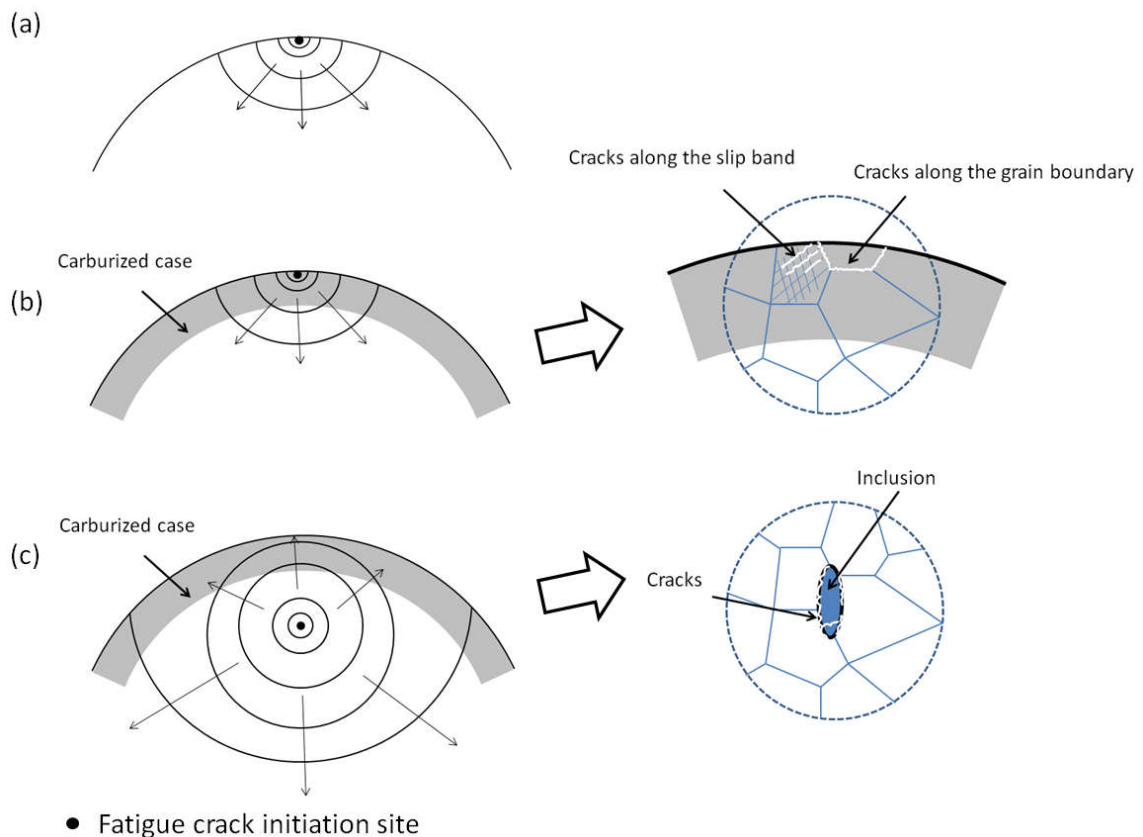 (a)
Cracks along the slip band
Cracks along the grain boundary
Carburized case
(b)
Inclusion
Carburized case
(c)
Cracks
• Fatigue crack initiation site